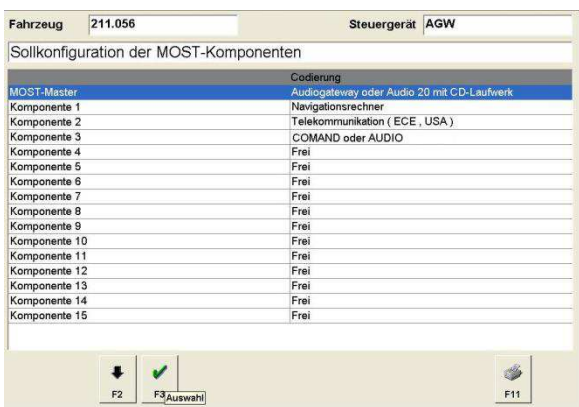 Fahrzeug 211.056 Steuergerät AGW
Sollkonfiguration der MOST-Komponenten
Codierung
MOST-Master Audiogateway oder Audio 20 mit CD-Laufwerk
Komponente 1 Navigationsrechner
Komponente 2 Telekommunikation ( ECE , USA )
Komponente 3 COMAND oder AUDIO
Komponente 4 Frei
Komponente 5 Frei
Komponente 6 Frei
Komponente 7 Frei
Komponente 8 Frei
Komponente 9 Frei
Komponente 10 Frei
Komponente 11 Frei
Komponente 12 Frei
Komponente 13 Frei
Komponente 14 Frei
Komponente 15 Frei
F2 F3 Auswahl F11